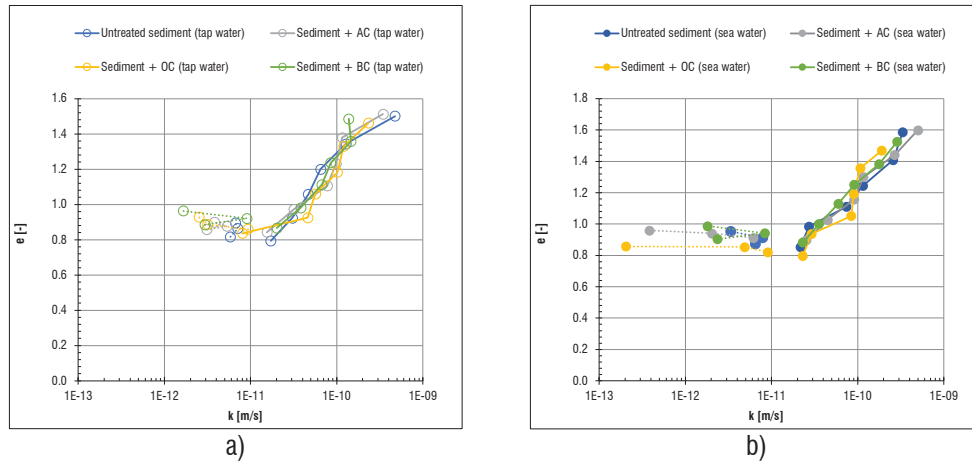 Untreated sediment (tap water) Sediment + AC (tap water)
Sediment + OC (tap water) Sediment + BC (tap water)
1.6
1.4
1.2
1.0
0.8
0.6
0.4
0.2
0.0
e [-]
1E-13 1E-12 1E-11 1E-10 1E-09
k [m/s]
a)
Untreated sediment (sea water) Sediment + AC (sea water)
Sediment + OC (sea water) Sediment + BC (sea water)
1.8
1.6
1.4
1.2
1.0
0.8
0.6
0.4
0.2
0.0
e [-]
1E-13 1E-12 1E-11 1E-10 1E-09
k [m/s]
b)